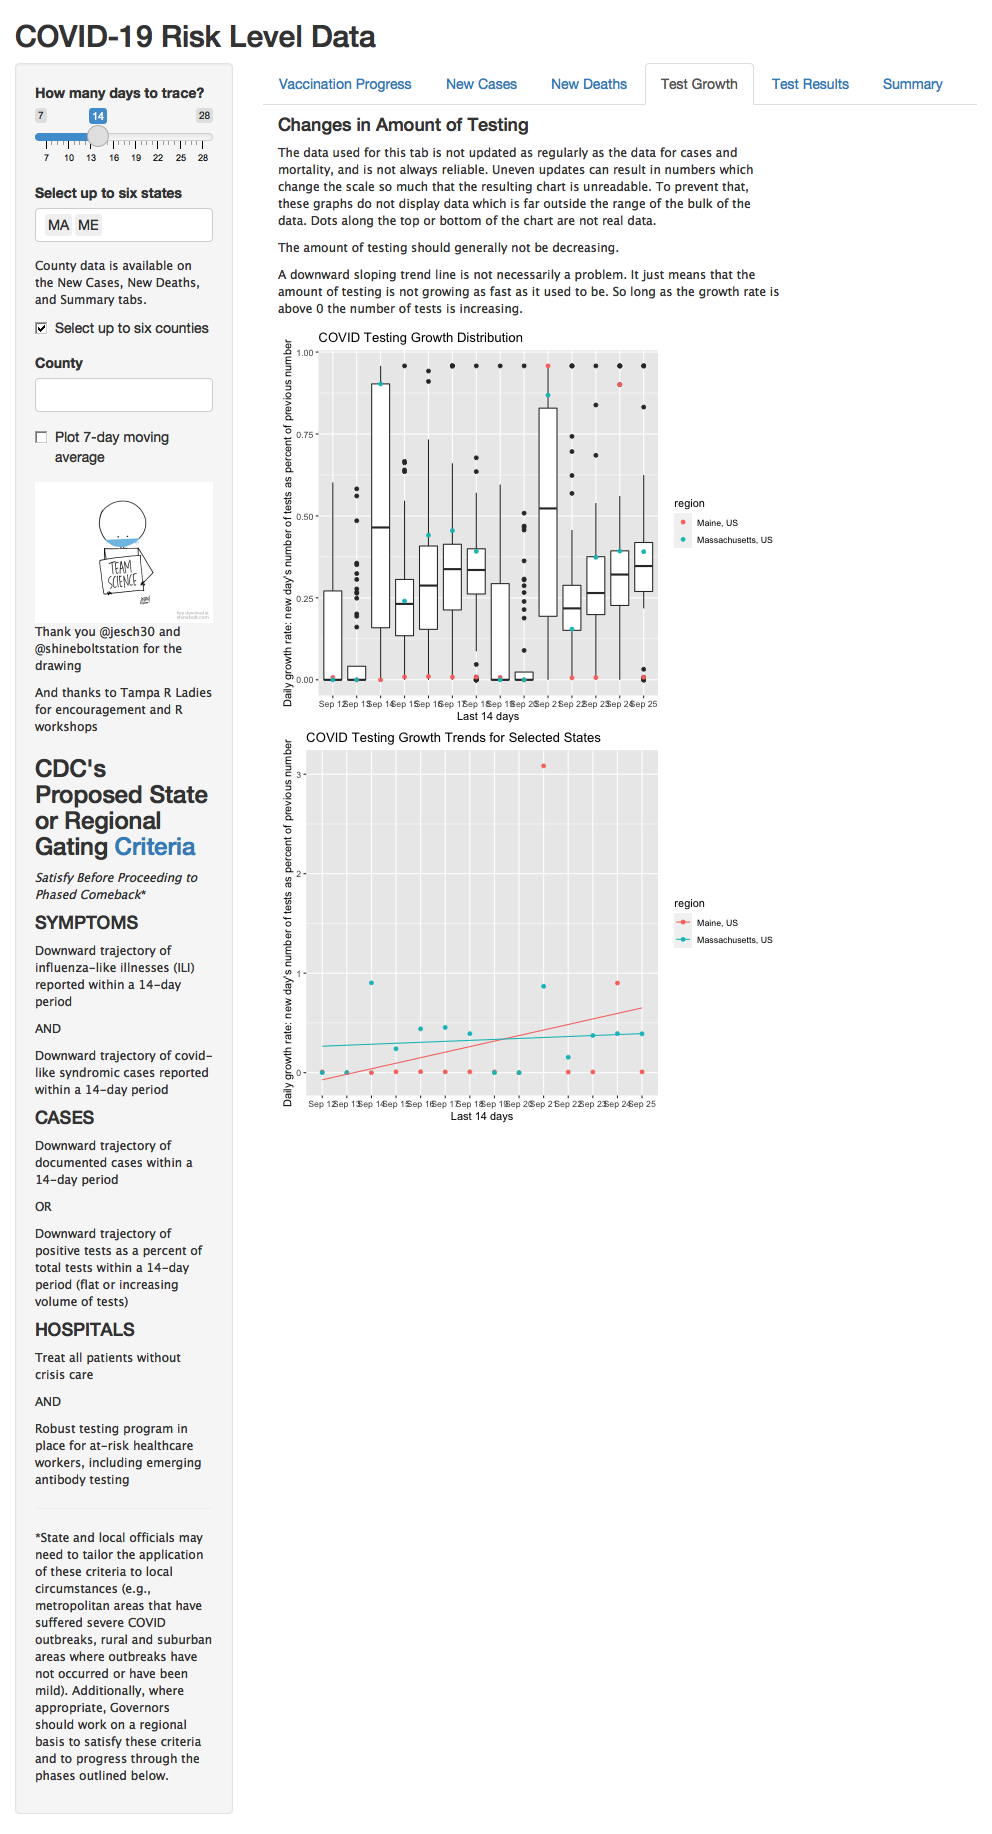 COVID-19 Risk Level Data
How many days to trace?
7 14 28
7 10 13 16 19 22 25 28
Select up to six states
MA ME
County data is available on
the New Cases, New Deaths,
and Summary tabs.
Select up to six counties
County
Plot 7-day moving
average
TEAM
SCIENCE
Thank you @jesch30 and
@shineboltstation for the
drawing
And thanks to Tampa R Ladies
for encouragement and R
workshops
CDC's
Proposed State
or Regional
Gating Criteria
Satisfy Before Proceeding to
Phased Comeback*
SYMPTOMS
Downward trajectory of
influenza-like illnesses (ILI)
reported within a 14-day
period
AND
Downward trajectory of covid-
like syndromic cases reported
within a 14-day period
CASES
Downward trajectory of
documented cases within a
14-day period
OR
Downward trajectory of
positive tests as a percent of
total tests within a 14-day
period (flat or increasing
volume of tests)
HOSPITALS
Treat all patients without
crisis care
AND
Robust testing program in
place for at-risk healthcare
workers, including emerging
antibody testing
*State and local officials may
need to tailor the application
of these criteria to local
circumstances (e.g.,
metropolitan areas that have
suffered severe COVID
outbreaks, rural and suburban
areas where outbreaks have
not occurred or have been
mild). Additionally, where
appropriate, Governors
should work on a regional
basis to satisfy these criteria
and to progress through the
phases outlined below.
Vaccination Progress New Cases New Deaths Test Growth Test Results Summary
Changes in Amount of Testing
The data used for this tab is not updated as regularly as the data for cases and
mortality, and is not always reliable. Uneven updates can result in numbers which
change the scale so much that the resulting chart is unreadable. To prevent that,
these graphs do not display data which is far outside the range of the bulk of the
data. Dots along the top or bottom of the chart are not real data.
The amount of testing should generally not be decreasing.
A downward sloping trend line is not necessarily a problem. It just means that the
amount of testing is not growing as fast as it used to be. So long as the growth rate is
above 0 the number of tests is increasing.
COVID Testing Growth Distribution
Daily growth rate: new day's number of tests as percent of previous number
1.00
0.75
0.50
0.25
0.00
Sep 12 Sep 13 Sep 14 Sep 15 Sep 16 Sep 17 Sep 18 Sep 19 Sep 20 Sep 21 Sep 22 Sep 23 Sep 24 Sep 25
Last 14 days
region
Maine, US
Massachusetts, US
COVID Testing Growth Trends for Selected States
Daily growth rate: new day's number of tests as percent of previous number
3
2
1
0
Sep 12 Sep 13 Sep 14 Sep 15 Sep 16 Sep 17 Sep 18 Sep 19 Sep 20 Sep 21 Sep 22 Sep 23 Sep 24 Sep 25
Last 14 days
region
Maine, US
Massachusetts, US